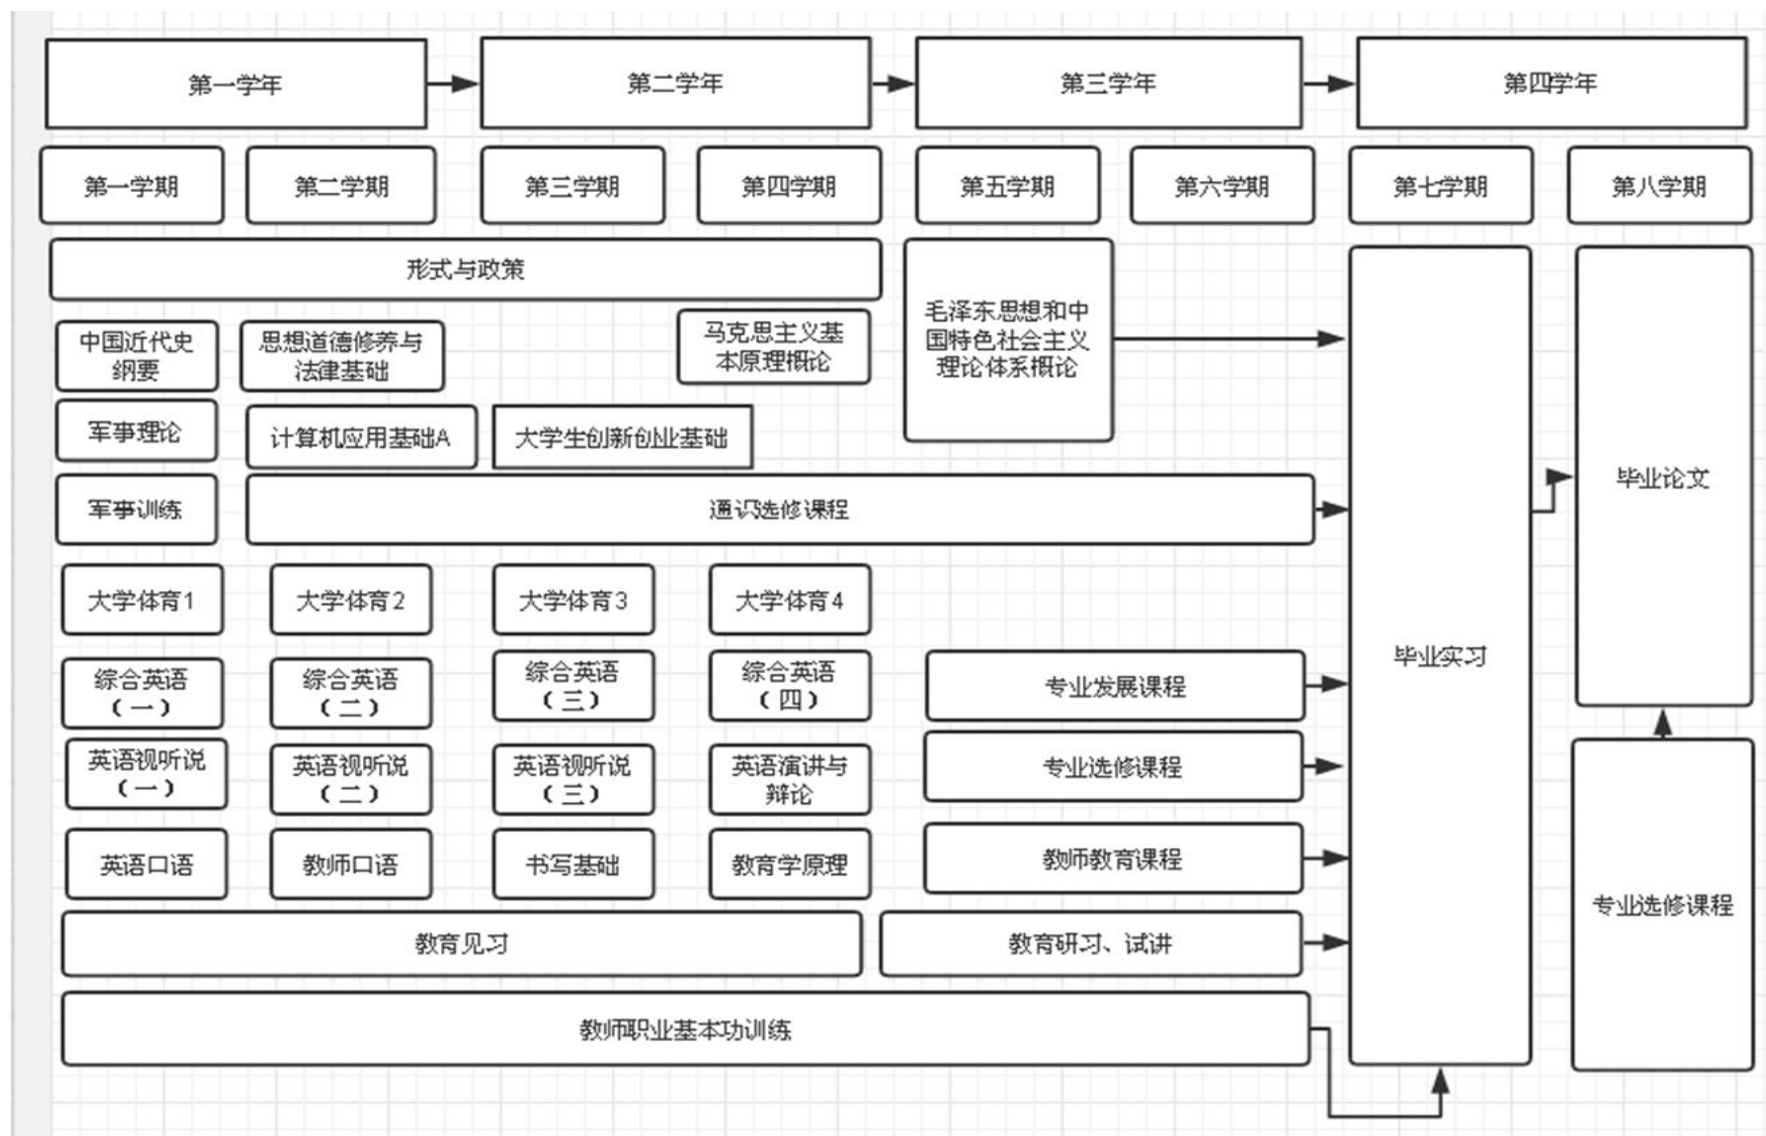 第一学年
第二学年
第三学年
第四学年
第一学期
第二学期
第三学期
第四学期
第五学期
第六学期
第七学期
第八学期
形式与政策
中国近代史
纲要
思想道德修养与
法律基础
马克思主义基
本原理概论
毛泽东思想和中
国特色社会主义
理论体系概论
军事理论
计算机应用基础A
大学生创新创业基础
军事训练
通识选修课程
毕业论文
大学体育1
大学体育2
大学体育3
大学体育4
综合英语
（一）
综合英语
（二）
综合英语
（三）
综合英语
（四）
专业发展课程
毕业实习
英语视听说
（一）
英语视听说
（二）
英语视听说
（三）
英语演讲与
辩论
专业选修课程
英语口语
教师口语
书写基础
教育学原理
教师教育课程
专业选修课程
教育见习
教育研习、试讲
教师职业基本功训练